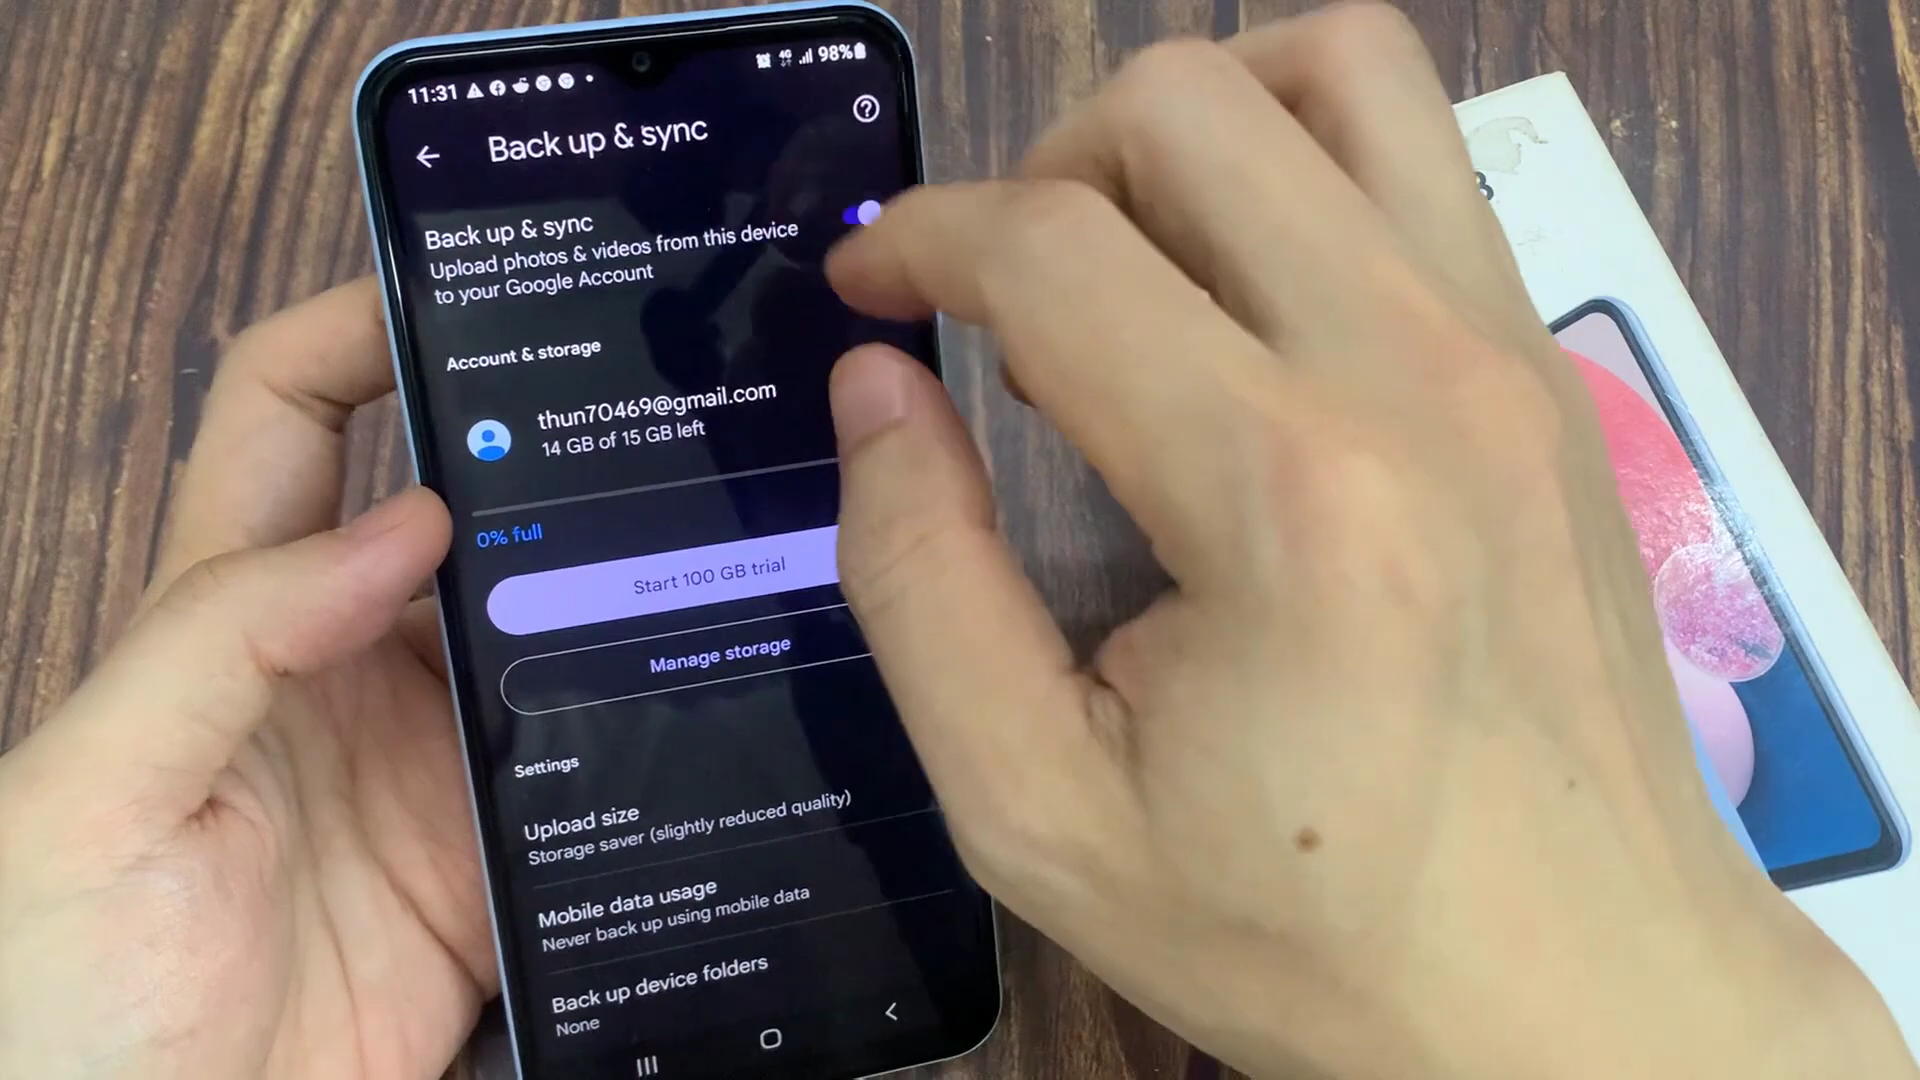 11:31
4G
98%
Back up & sync
Back up & sync
Upload photos & videos from this device
to your Google Account
Account & storage
thun70469@gmail.com
14 GB of 15 GB left
0% full
Start 100 GB trial
Manage storage
Settings
Upload size
Storage saver (slightly reduced quality)
Mobile data usage
Never back up using mobile data
Back up device folders
None